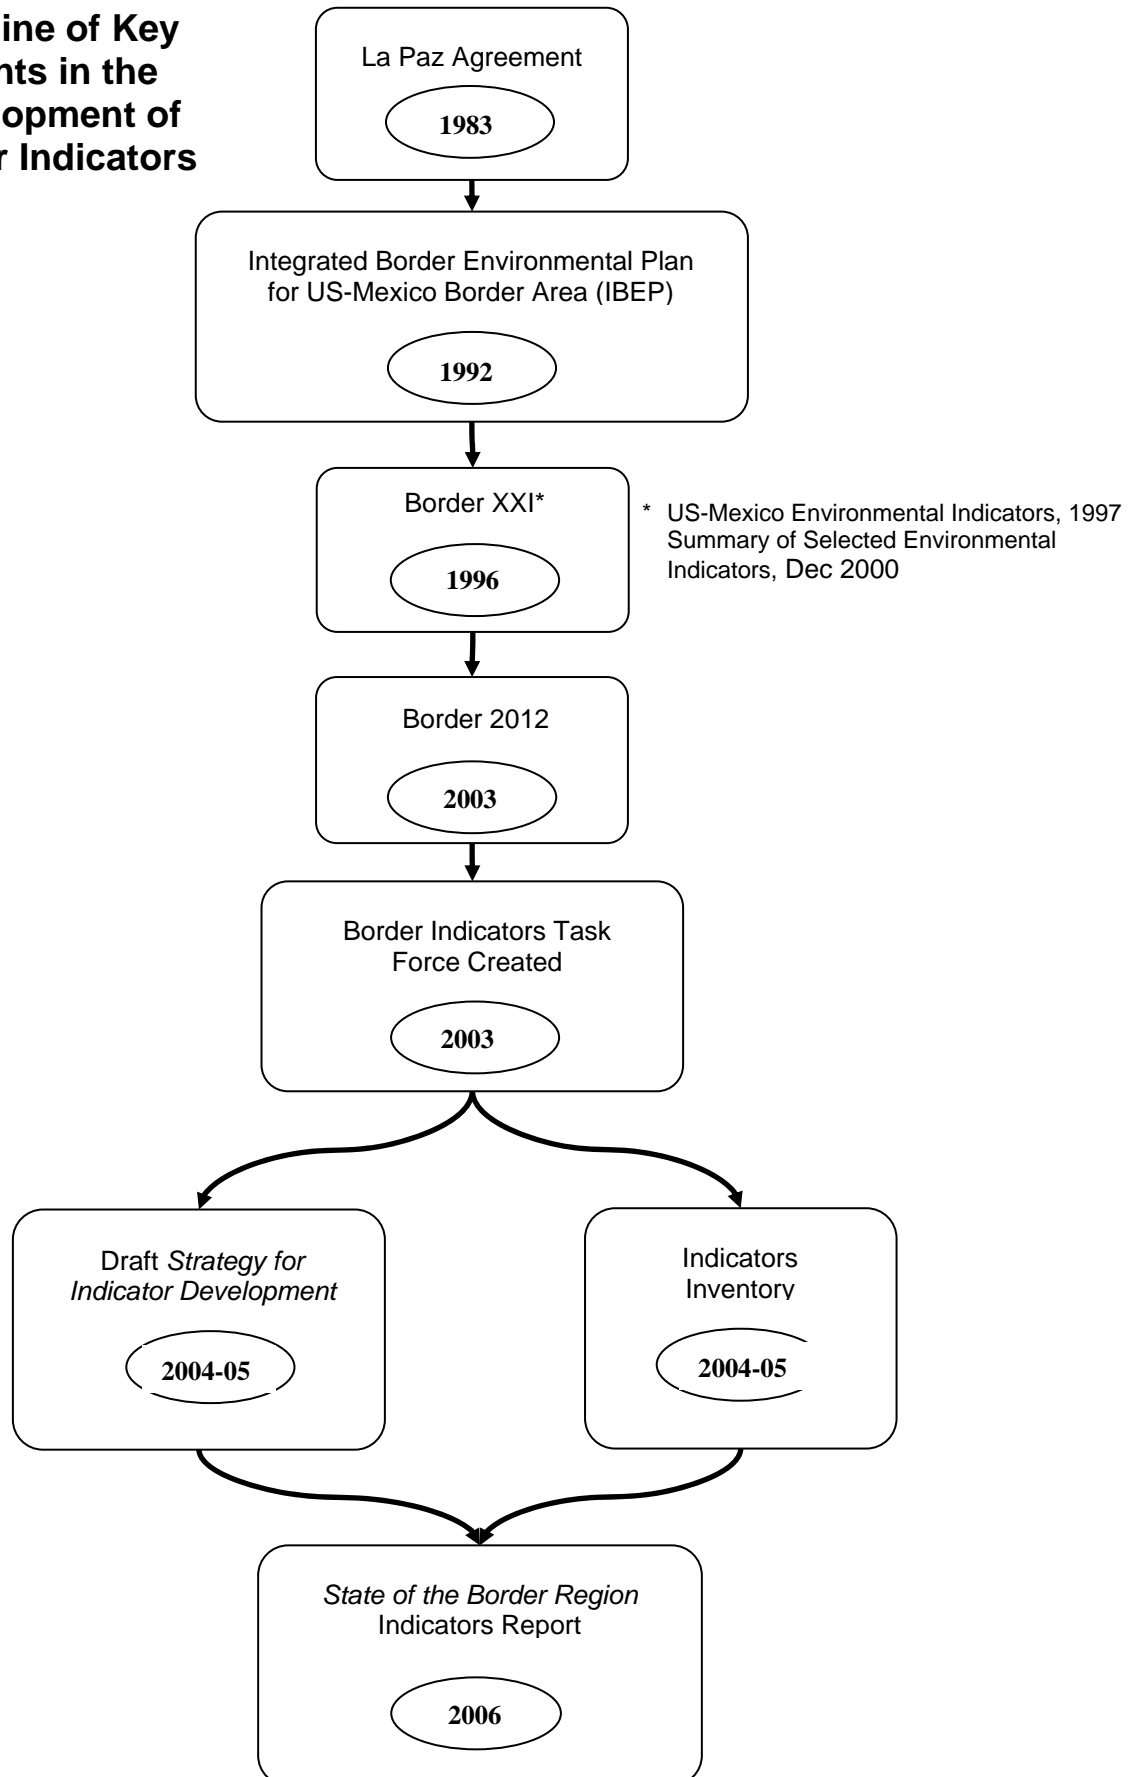 ine of Key
nts in the
opment of
r Indicators
La Paz Agreement
1983
Integrated Border Environmental Plan
for US-Mexico Border Area (IBEP)
1992
Border XXI*
1996
* US-Mexico Environmental Indicators, 1997
Summary of Selected Environmental
Indicators, Dec 2000
Border 2012
2003
Border Indicators Task
Force Created
2003
Draft Strategy for
Indicator Development
2004-05
Indicators
Inventory
2004-05
State of the Border Region
Indicators Report
2006